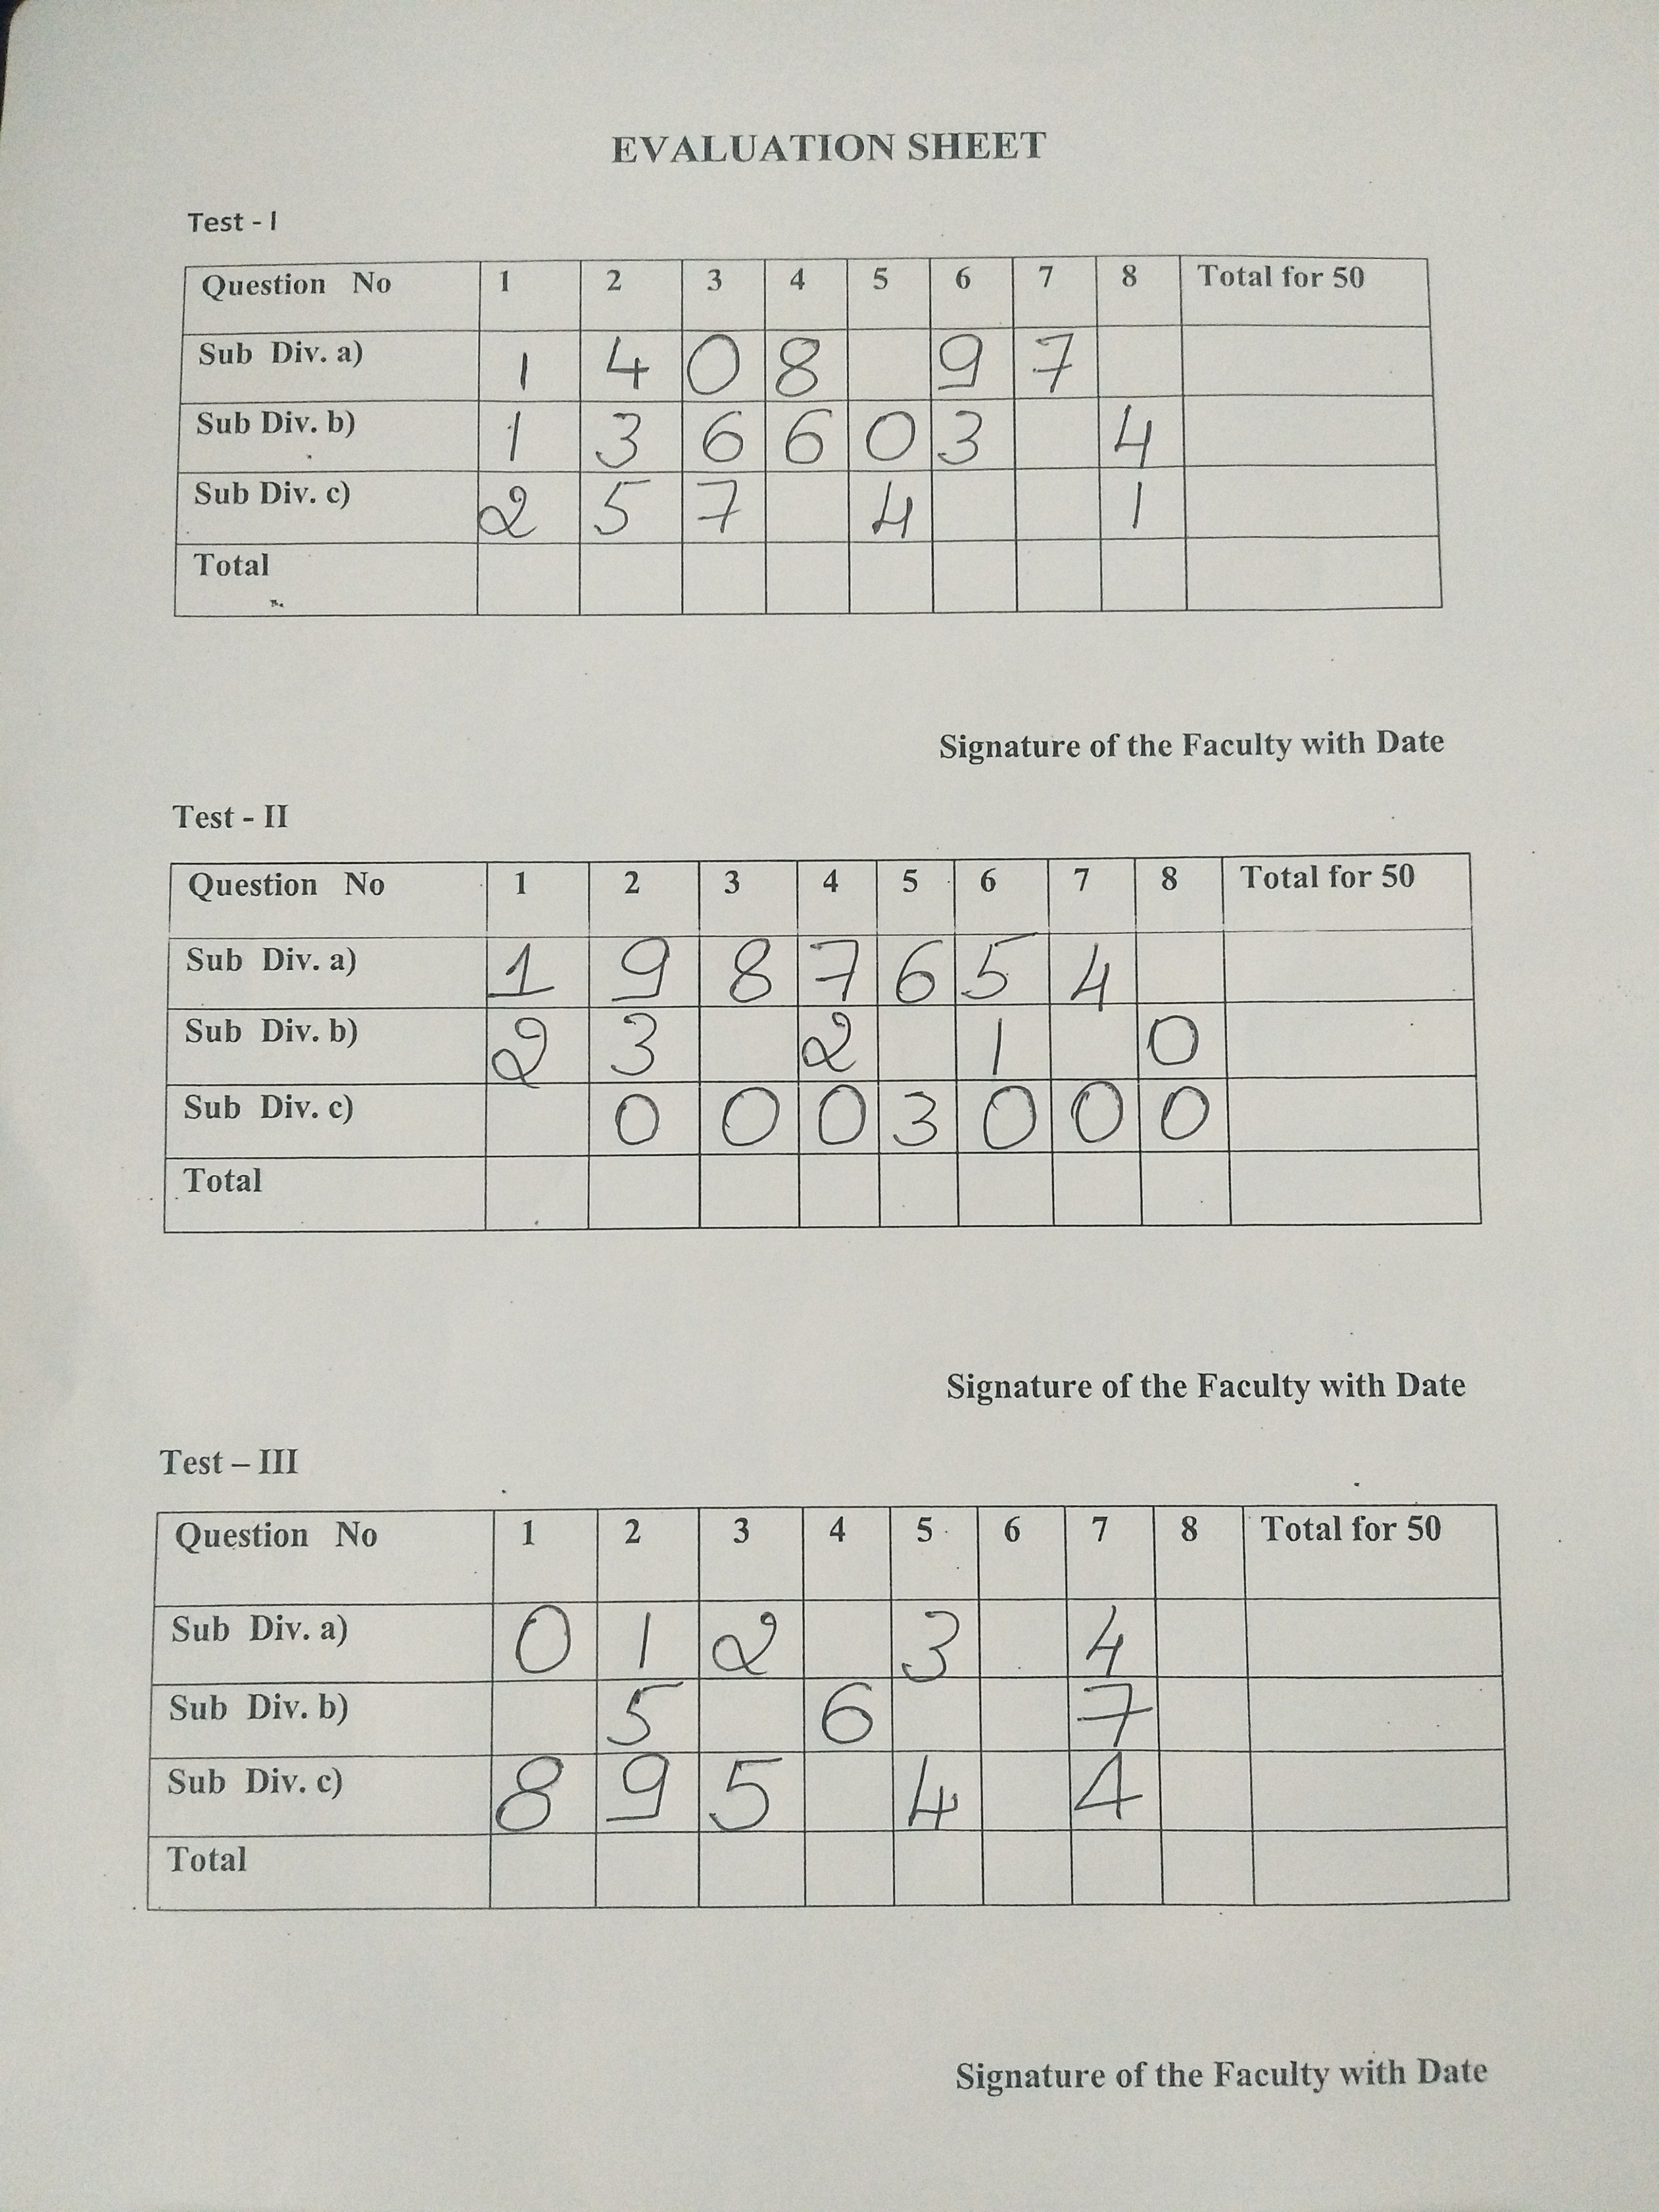 EVALUATION SHEET
Test - I
Question No 1 2 3 4 5 6 7 8 Total for 50
Sub Div. a) 1 4 0 8 9 7
Sub Div. b) 1 3 6 6 0 3 4
Sub Div. c) 2 5 7 4 1
Total
Signature of the Faculty with Date
Test - II
Question No 1 2 3 4 5 6 7 8 Total for 50
Sub Div. a) 1 9 8 7 6 5 4
Sub Div. b) 2 3 2 1 0
Sub Div. c) 0 0 0 3 0 0 0
Total
Signature of the Faculty with Date
Test – III
Question No 1 2 3 4 5 6 7 8 Total for 50
Sub Div. a) 0 1 2 3 4
Sub Div. b) 5 6 7
Sub Div. c) 8 9 5 4 4
Total
Signature of the Faculty with Date